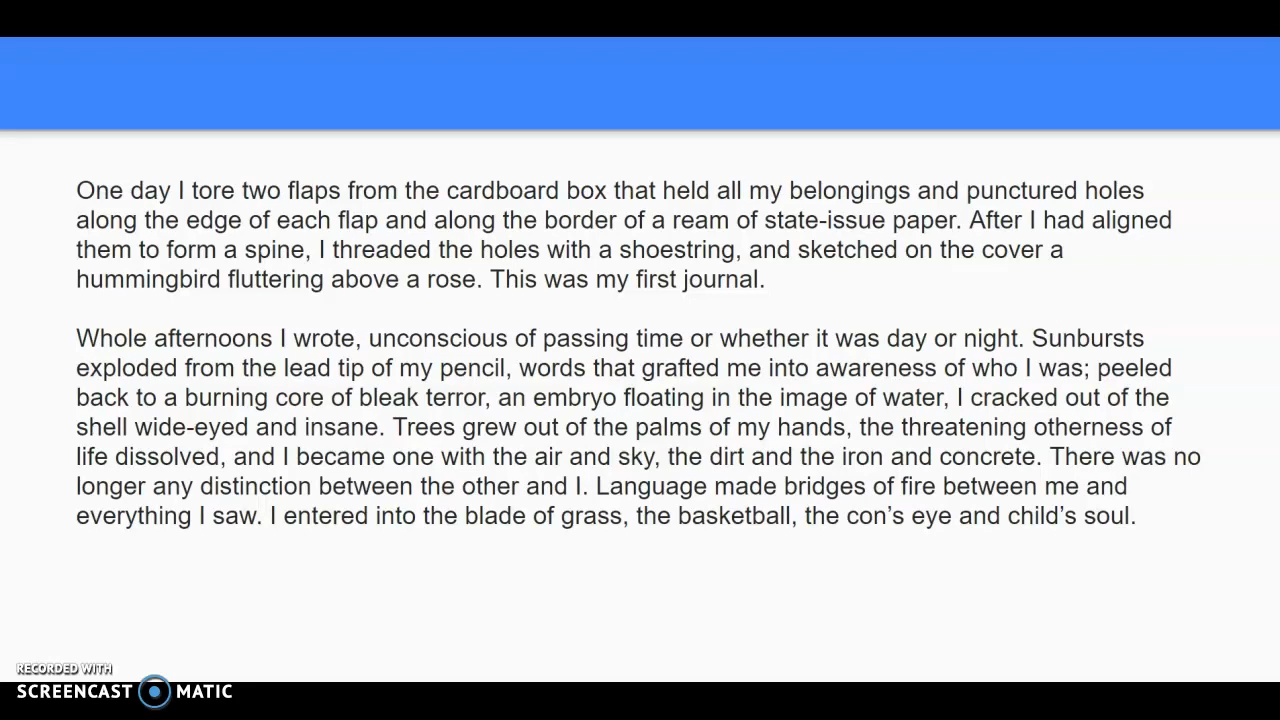 One day I tore two flaps from the cardboard box that held all my belongings and punctured holes
along the edge of each flap and along the border of a ream of state-issue paper. After I had aligned
them to form a spine, I threaded the holes with a shoestring, and sketched on the cover a
hummingbird fluttering above a rose. This was my first journal.
Whole afternoons I wrote, unconscious of passing time or whether it was day or night. Sunbursts
exploded from the lead tip of my pencil, words that grafted me into awareness of who I was; peeled
back to a burning core of bleak terror, an embryo floating in the image of water, I cracked out of the
shell wide-eyed and insane. Trees grew out of the palms of my hands, the threatening otherness of
life dissolved, and I became one with the air and sky, the dirt and the iron and concrete. There was no
longer any distinction between the other and I. Language made bridges of fire between me and
everything I saw. I entered into the blade of grass, the basketball, the con’s eye and child’s soul.
RECORDED WITH
SCREENCAST MATIC